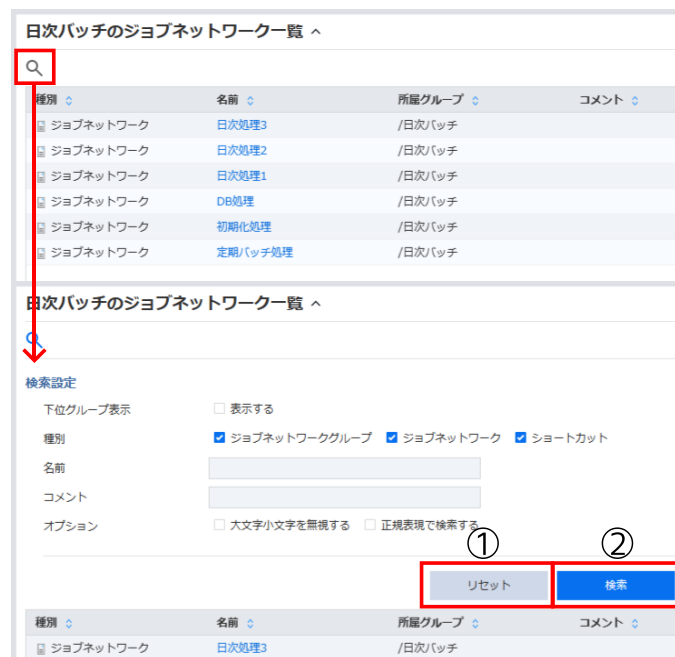 日次バッチのジョブネットワーク一覧
種別 名前 所属グループ コメント
ジョブネットワーク 日次処理3 /日次バッチ
ジョブネットワーク 日次処理2 /日次バッチ
ジョブネットワーク 日次処理1 /日次バッチ
ジョブネットワーク DB処理 /日次バッチ
ジョブネットワーク 初期化処理 /日次バッチ
ジョブネットワーク 定期バッチ処理 /日次バッチ
日次バッチのジョブネットワーク一覧
検索設定
下位グループ表示 表示する
種別 ジョブネットワークグループ ジョブネットワーク ショートカット
名前
コメント
オプション 大文字小文字を無視する 正規表現で検索する
① ②
リセット 検索
種別 名前 所属グループ コメント
ジョブネットワーク 日次処理3 /日次バッチ